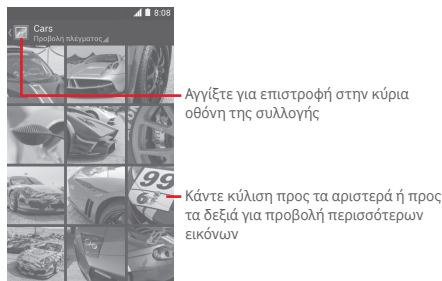 8:08
Cars
Προβολή πλέγματος
Αγγίξτε για επιστροφή στην κύρια
οθόνη της συλλογής
99
Κάντε κύλιση προς τα αριστερά ή προς
τα δεξιά για προβολή περισσότερων
εικόνων